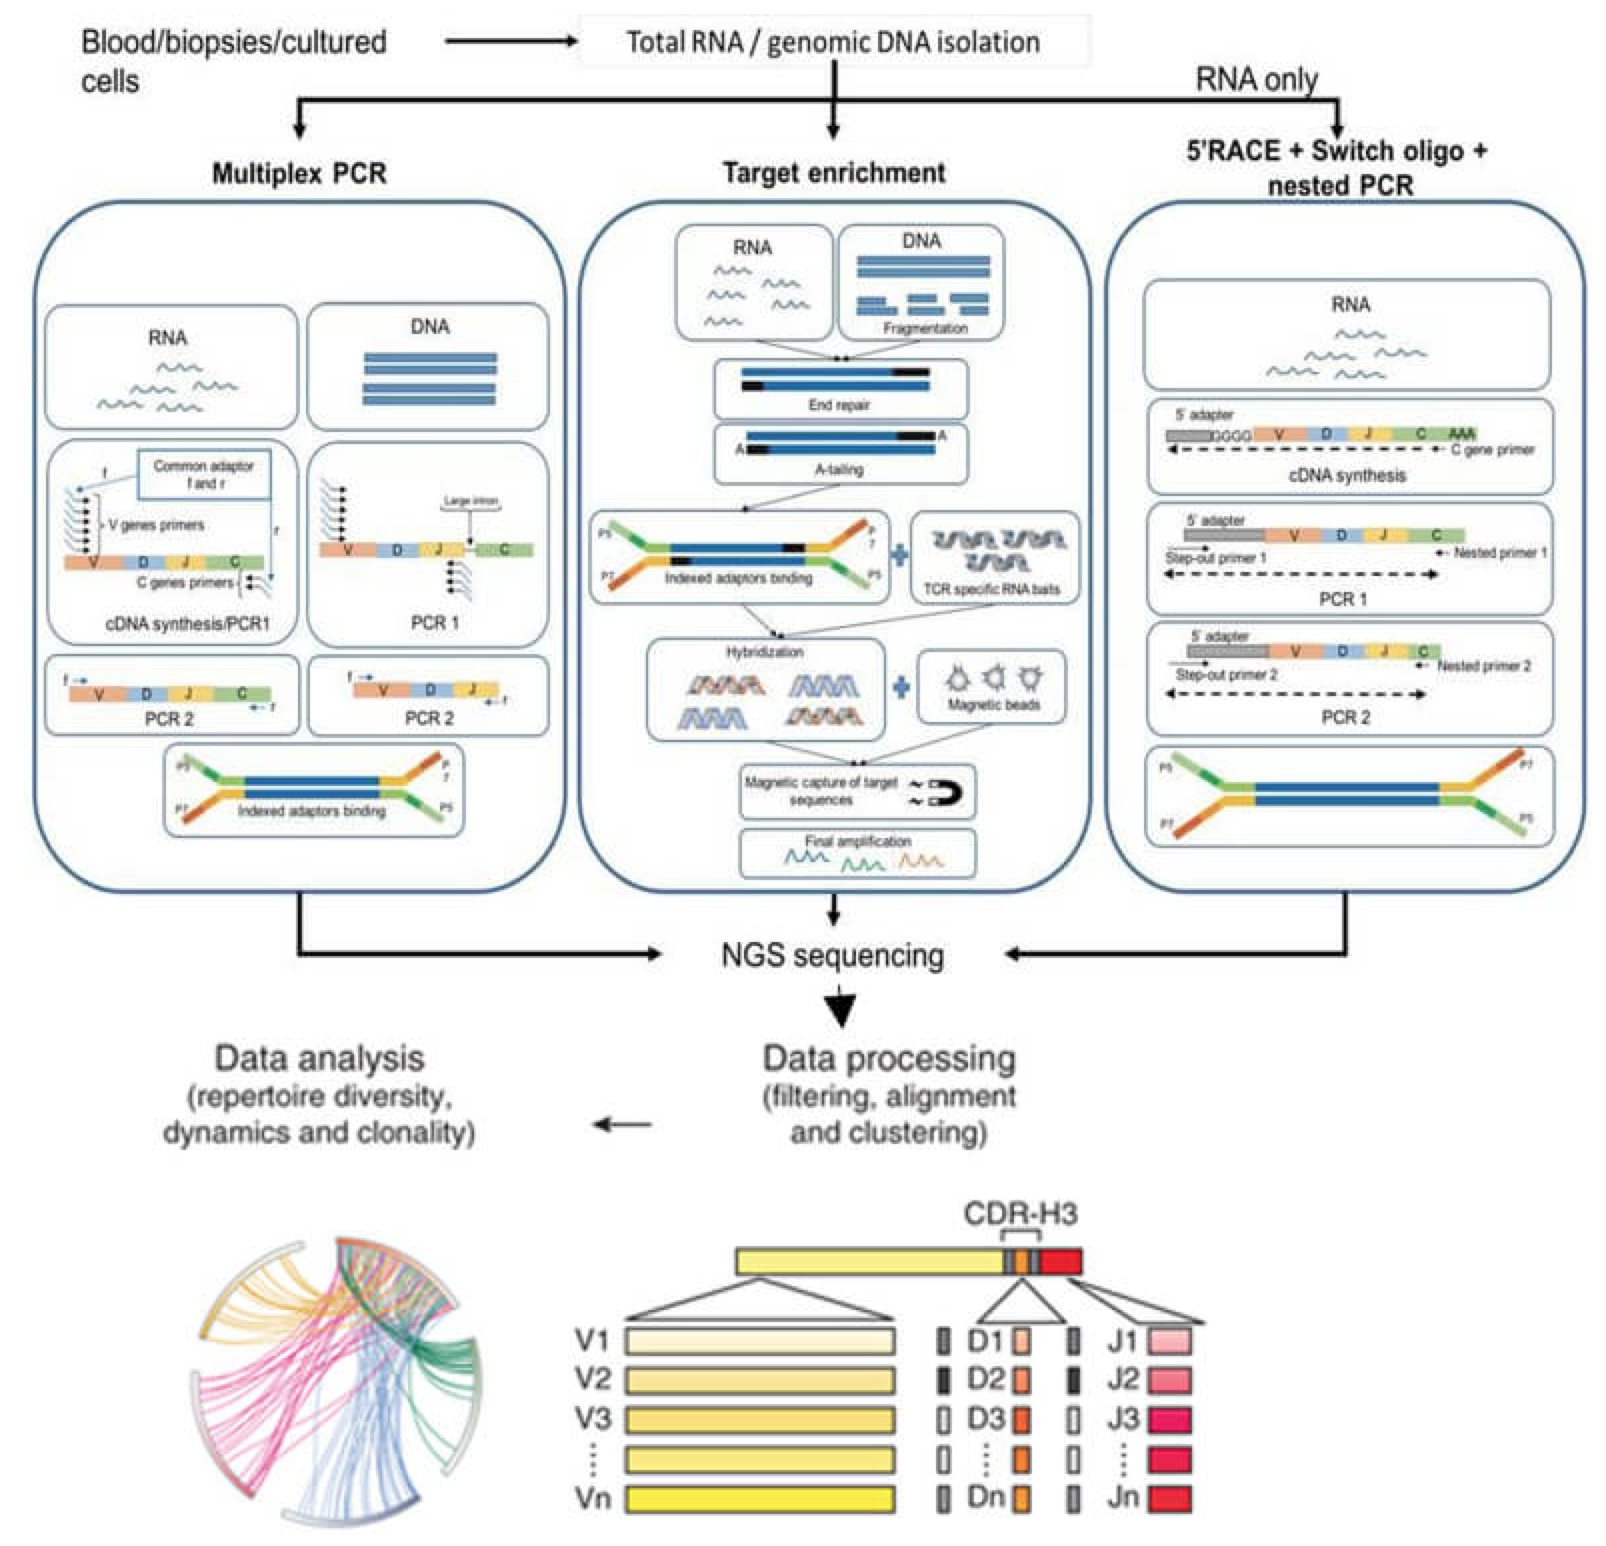 Blood/biopsies/cultured
cells
Total RNA / genomic DNA isolation
RNA only
Multiplex PCR
RNA
DNA
f
Common adaptor
f and r
r
V genes primers
V D J C
C genes primers
cDNA synthesis/PCR1
Large intron
V D J C
PCR 1
f
V D J C
r
PCR 2
f
V D J
r
PCR 2
P5
P
7
P7
P5
Indexed adaptors binding
Target enrichment
RNA
DNA
Fragmentation
End repair
A
A
A-tailing
P5
P
7
P7
P5
Indexed adaptors binding
TCR specific RNA baits
Hybridization
Magnetic beads
Magnetic capture of target
sequences
Final amplification
5'RACE + Switch oligo +
nested PCR
RNA
5' adapter
GGGG V D J C AAA
C gene primer
cDNA synthesis
5' adapter
V D J C
Step-out primer 1
Nested primer 1
PCR 1
5' adapter
V D J C
Step-out primer 2
Nested primer 2
PCR 2
P5
P7
P7
P5
NGS sequencing
Data analysis
(repertoire diversity,
dynamics and clonality)
Data processing
(filtering, alignment
and clustering)
CDR-H3
V1 D1 J1
V2 D2 J2
V3 D3 J3
Vn Dn Jn